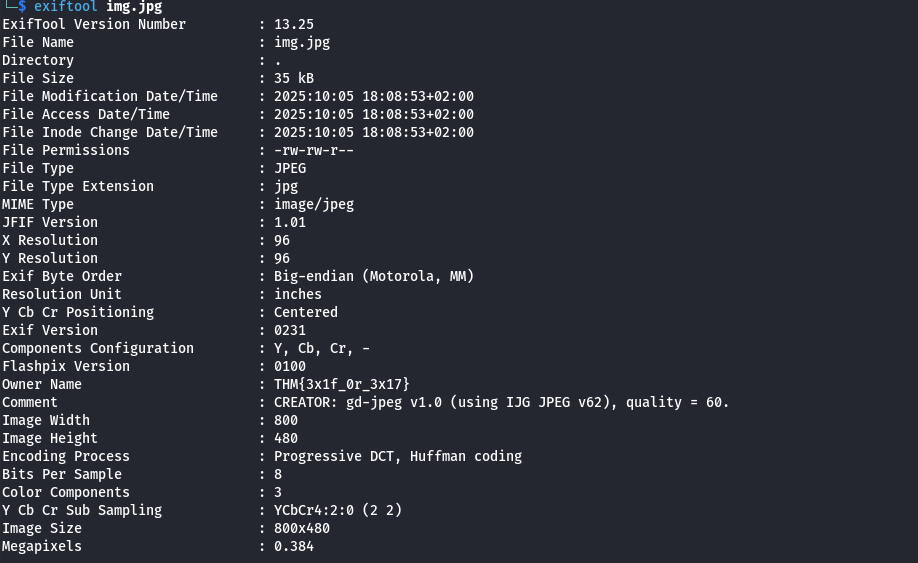 └─$ exiftool img.jpg
ExifTool Version Number : 13.25
File Name : img.jpg
Directory : .
File Size : 35 kB
File Modification Date/Time : 2025:10:05 18:08:53+02:00
File Access Date/Time : 2025:10:05 18:08:53+02:00
File Inode Change Date/Time : 2025:10:05 18:08:53+02:00
File Permissions : -rw-rw-r--
File Type : JPEG
File Type Extension : jpg
MIME Type : image/jpeg
JFIF Version : 1.01
X Resolution : 96
Y Resolution : 96
Exif Byte Order : Big-endian (Motorola, MM)
Resolution Unit : inches
Y Cb Cr Positioning : Centered
Exif Version : 0231
Components Configuration : Y, Cb, Cr, -
Flashpix Version : 0100
Owner Name : THM{3x1f_0r_3x17}
Comment : CREATOR: gd-jpeg v1.0 (using IJG JPEG v62), quality = 60.
Image Width : 800
Image Height : 480
Encoding Process : Progressive DCT, Huffman coding
Bits Per Sample : 8
Color Components : 3
Y Cb Cr Sub Sampling : YCbCr4:2:0 (2 2)
Image Size : 800x480
Megapixels : 0.384